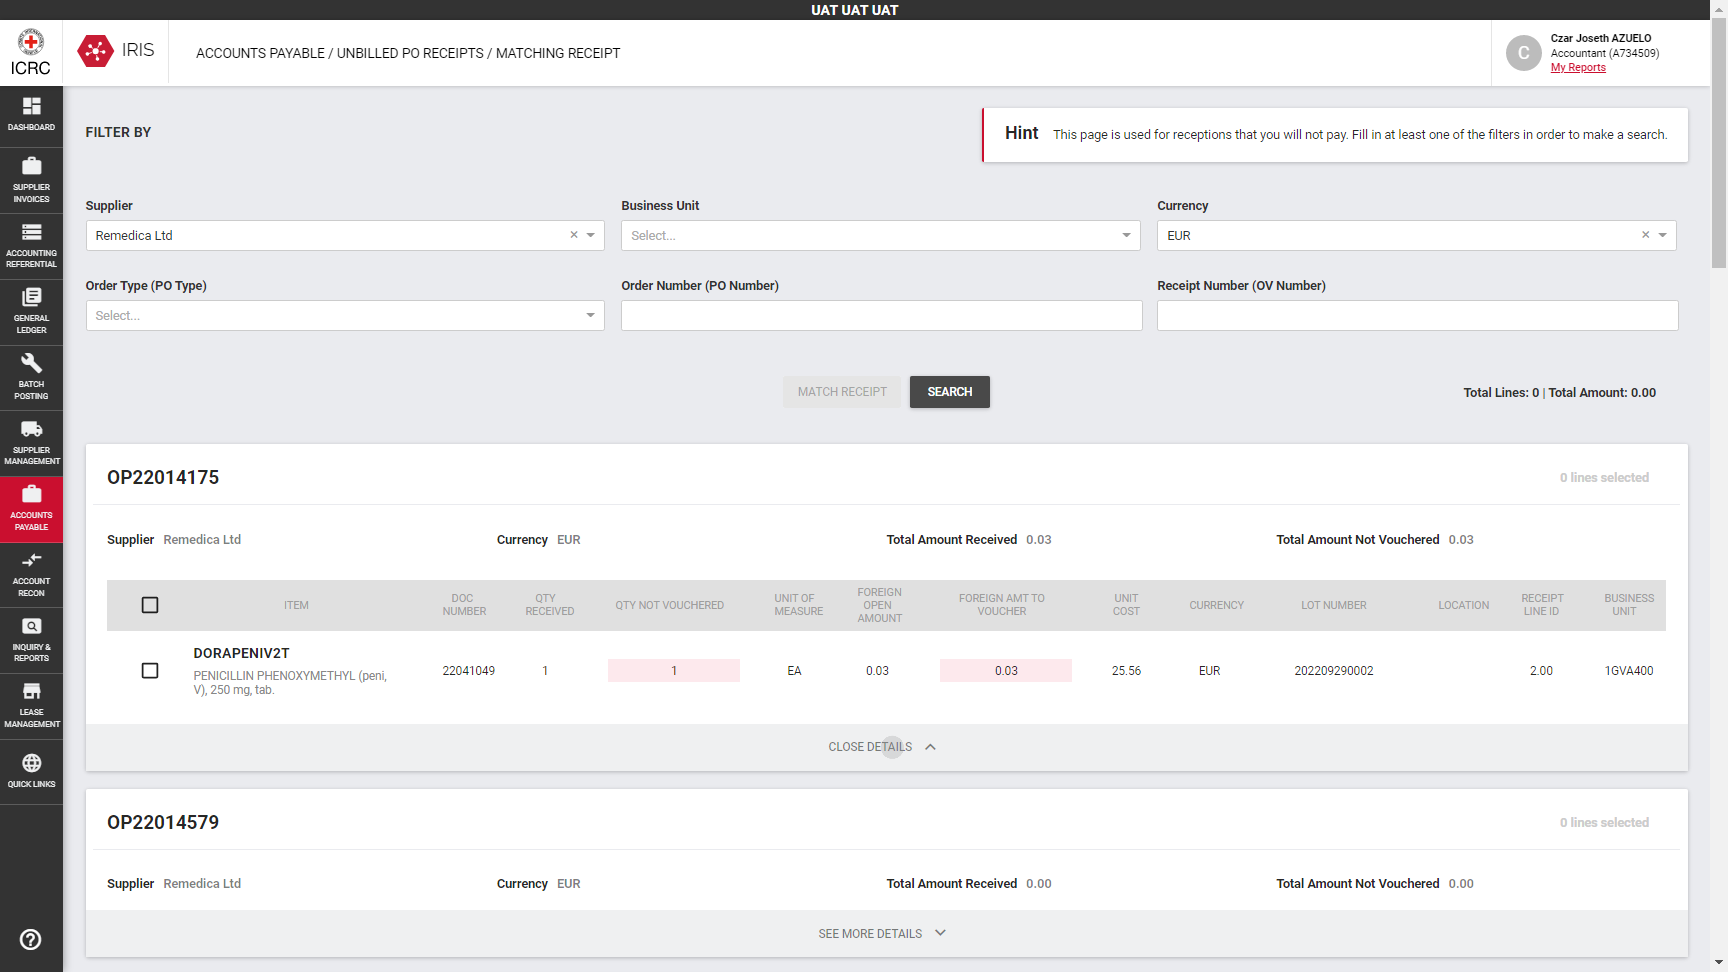 UAT UAT UAT
ICRC
IRIS
ACCOUNTS PAYABLE / UNBILLED PO RECEIPTS / MATCHING RECEIPT
C
Czar Joseth AZUELO
Accountant (A734509)
My Reports
DASHBOARD
SUPPLIER
INVOICES
ACCOUNTING
REFERENTIAL
GENERAL
LEDGER
BATCH
POSTING
SUPPLIER
MANAGEMENT
ACCOUNTS
PAYABLE
ACCOUNT
RECON
INQUIRY &
REPORTS
LEASE
MANAGEMENT
QUICK LINKS
FILTER BY
Hint This page is used for receptions that you will not pay. Fill in at least one of the filters in order to make a search.
Supplier Business Unit Currency
Remedica Ltd × Select... EUR ×
Order Type (PO Type) Order Number (PO Number) Receipt Number (OV Number)
Select...
MATCH RECEIPT SEARCH Total Lines: 0 | Total Amount: 0.00
OP22014175 0 lines selected
Supplier Remedica Ltd Currency EUR Total Amount Received 0.03 Total Amount Not Vouchered 0.03
ITEM
DOC
NUMBER
QTY
RECEIVED
QTY NOT VOUCHERED
UNIT OF
MEASURE
FOREIGN
OPEN
AMOUNT
FOREIGN AMT TO
VOUCHER
UNIT
COST
CURRENCY
LOT NUMBER
LOCATION
RECEIPT
LINE ID
BUSINESS
UNIT
DORAPENIV2T
PENICILLIN PHENOXYMETHYL (peni,
V), 250 mg, tab.
22041049 1 1 EA 0.03 0.03 25.56 EUR 202209290002 2.00 1GVA400
CLOSE DETAILS
OP22014579 0 lines selected
Supplier Remedica Ltd Currency EUR Total Amount Received 0.00 Total Amount Not Vouchered 0.00
SEE MORE DETAILS